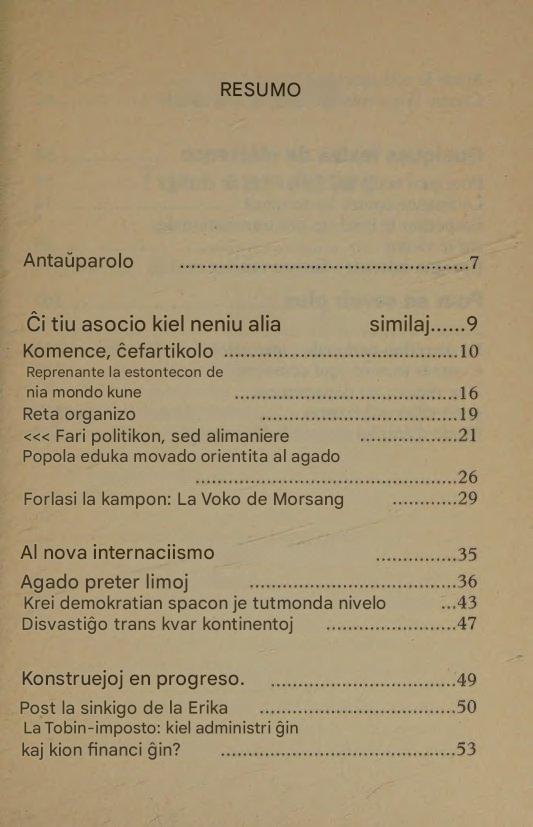 RESUMO
Antaŭparolo ................................................7
Ĉi tiu asocio kiel neniu alia similaj......9
Komence, ĉefartikolo .......................................10
Reprenante la estontecon de
nia mondo kune .....................................16
Reta organizo ................................19
<<< Fari politikon, sed alimaniere ................21
Popola eduka movado orientita al agado
...........................................26
Forlasi la kampon: La Voko de Morsang ...........29
Al nova internaciismo ..............35
Agado preter limoj ..................................36
Krei demokratian spacon je tutmonda nivelo ...43
Disvastiĝo trans kvar kontinentoj .....................47
Konstruejoj en progreso. ...............................49
Post la sinkigo de la Erika ................................50
La Tobin-imposto: kiel administri ĝin
kaj kion financi ĝin? .......................................53